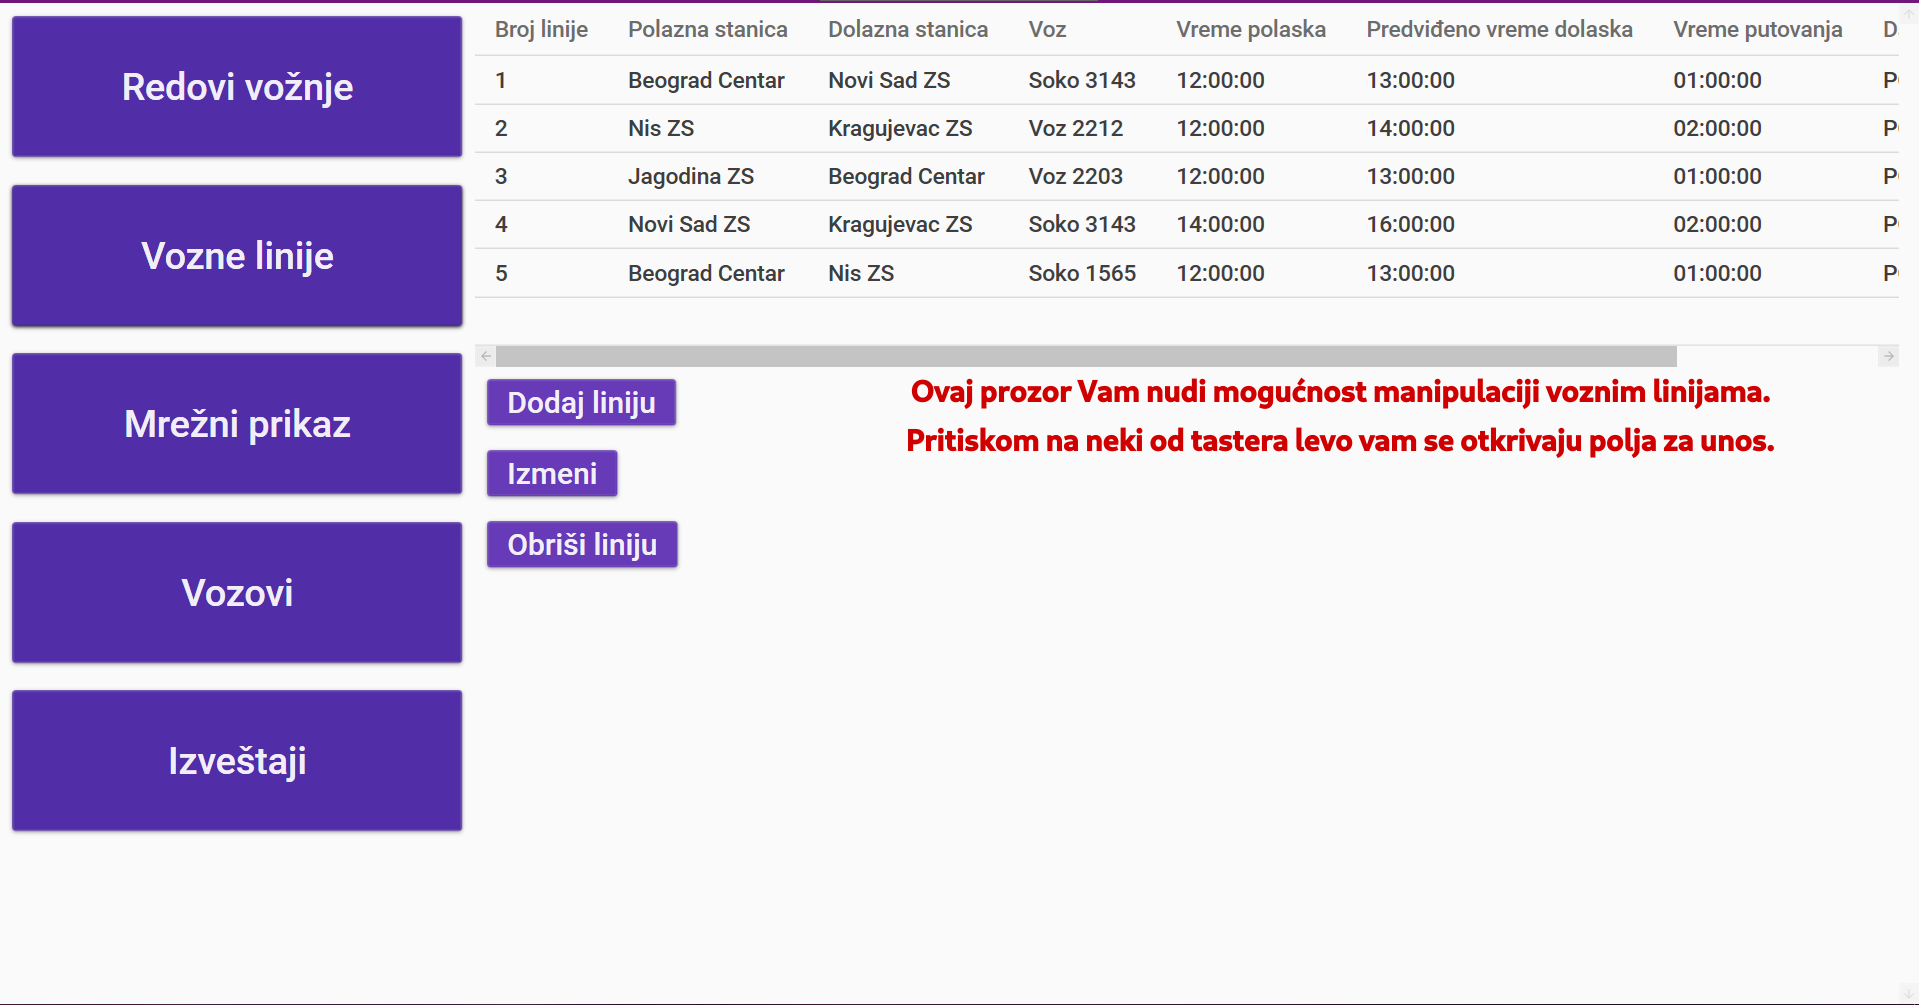 Redovi vožnje
Vozne linije
Mrežni prikaz
Vozovi
Izveštaji
Broj linije Polazna stanica Dolazna stanica Voz Vreme polaska Predviđeno vreme dolaska Vreme putovanja
1 Beograd Centar Novi Sad ZS Soko 3143 12:00:00 13:00:00 01:00:00
2 Nis ZS Kragujevac ZS Voz 2212 12:00:00 14:00:00 02:00:00
3 Jagodina ZS Beograd Centar Voz 2203 12:00:00 13:00:00 01:00:00
4 Novi Sad ZS Kragujevac ZS Soko 3143 14:00:00 16:00:00 02:00:00
5 Beograd Centar Nis ZS Soko 1565 12:00:00 13:00:00 01:00:00
Dodaj liniju
Izmeni
Obriši liniju
Ovaj prozor Vam nudi mogućnost manipulaciji voznim linijama.
Pritiskom na neki od tastera levo vam se otkrivaju polja za unos.